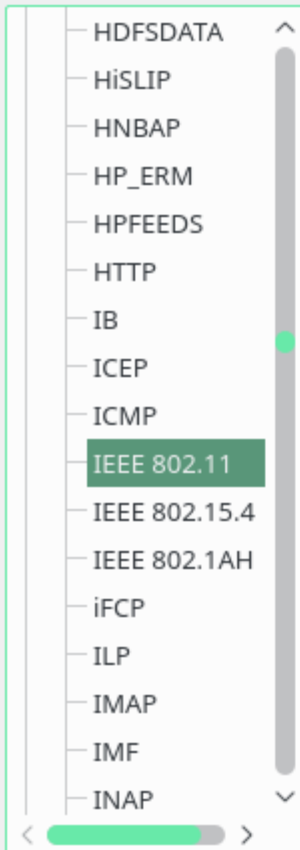 HDFSDATA
HiSLIP
HNBAP
HP_ERM
HPFEEDS
HTTP
IB
ICEP
ICMP
IEEE 802.11
IEEE 802.15.4
IEEE 802.1AH
iFCP
ILP
IMAP
IMF
INAP